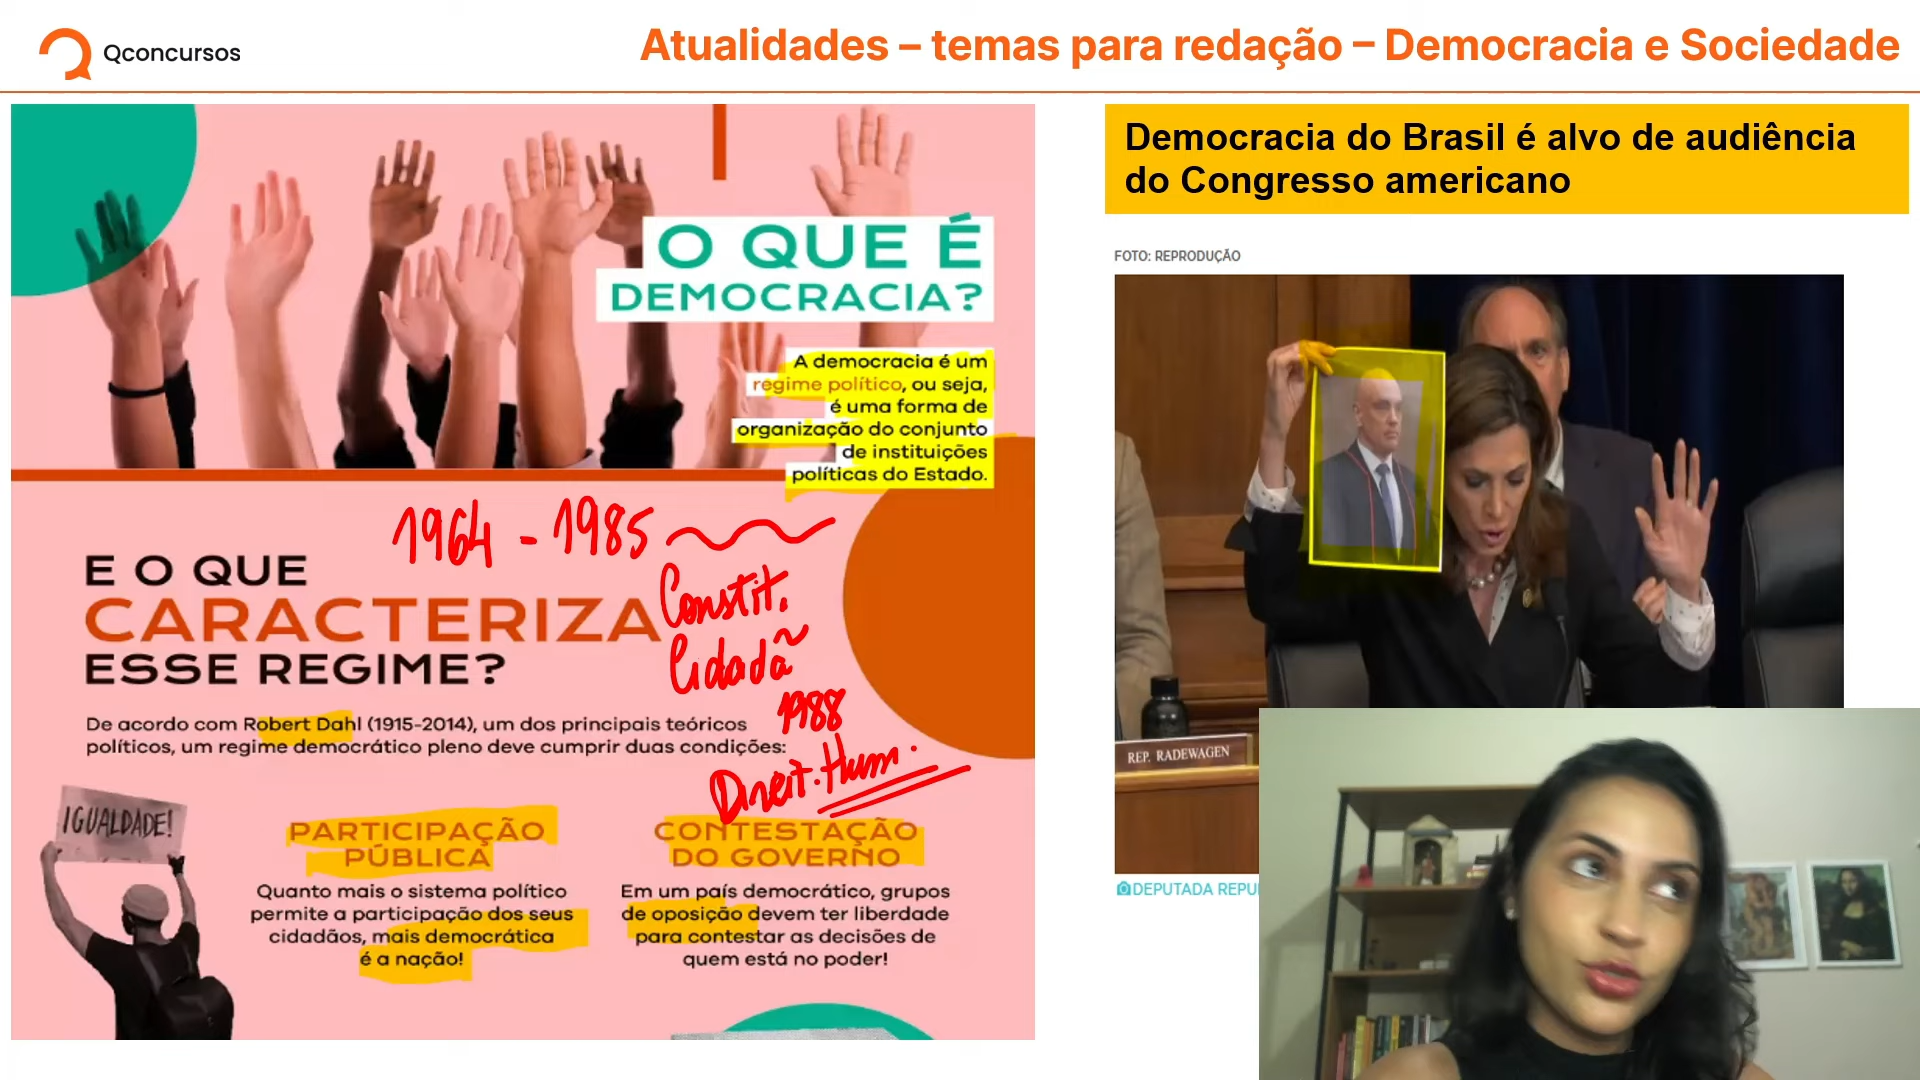 Qconcursos
Atualidades – temas para redação – Democracia e Sociedade
O QUE É
DEMOCRACIA?
A democracia é um
regime político, ou seja,
é uma forma de
organização do conjunto
de instituições
políticas do Estado.
1964 - 1985
Constit.
Cidadã
1988
Direit. Hum.
E O QUE
CARACTERIZA
ESSE REGIME?
De acordo com Robert Dahl (1915-2014), um dos principais teóricos
políticos, um regime democrático pleno deve cumprir duas condições:
IGUALDADE!
PARTICIPAÇÃO
PÚBLICA
Quanto mais o sistema político
permite a participação dos seus
cidadãos, mais democrática
é a nação!
CONTESTAÇÃO
DO GOVERNO
Em um país democrático, grupos
de oposição devem ter liberdade
para contestar as decisões de
quem está no poder!
Democracia do Brasil é alvo de audiência
do Congresso americano
FOTO: REPRODUÇÃO
REP. RADEWAGEN
DEPUTADA REPU